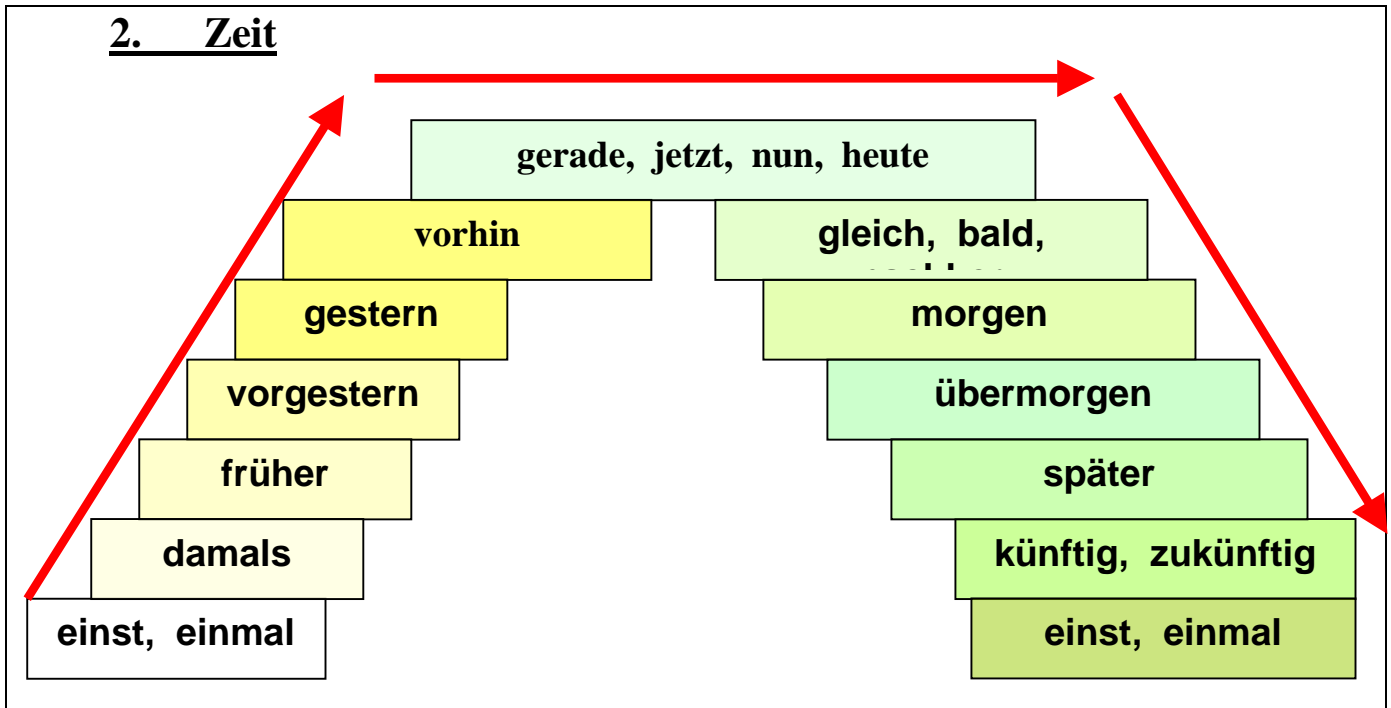 2. Zeit
gerade, jetzt, nun, heute
vorhin
gleich, bald,
gestern
morgen
vorgestern
übermorgen
früher
später
damals
künftig, zukünftig
einst, einmal
einst, einmal